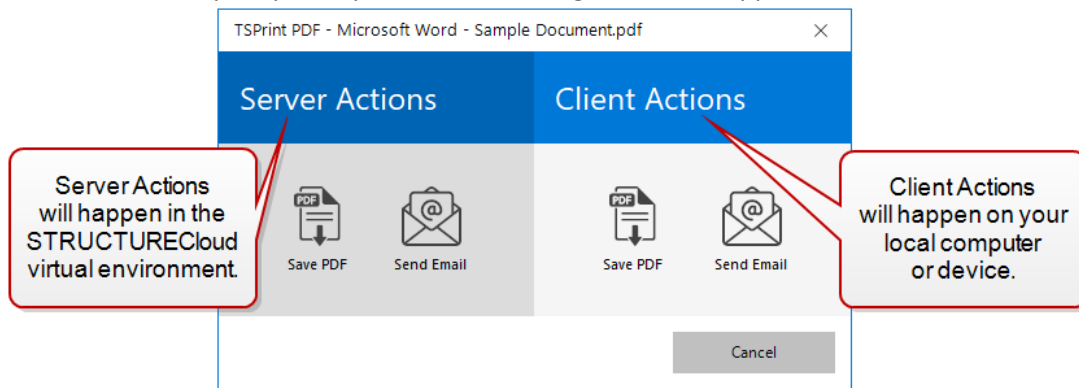 TSPrint PDF - Microsoft Word - Sample Document.pdf
Server Actions
Client Actions
Server Actions
will happen in the
STRUCTURECloud
virtual environment.
PDF
Save PDF
@
Send Email
PDF
Save PDF
@
Send Email
Client Actions
will happen on your
local computer
or device.
Cancel